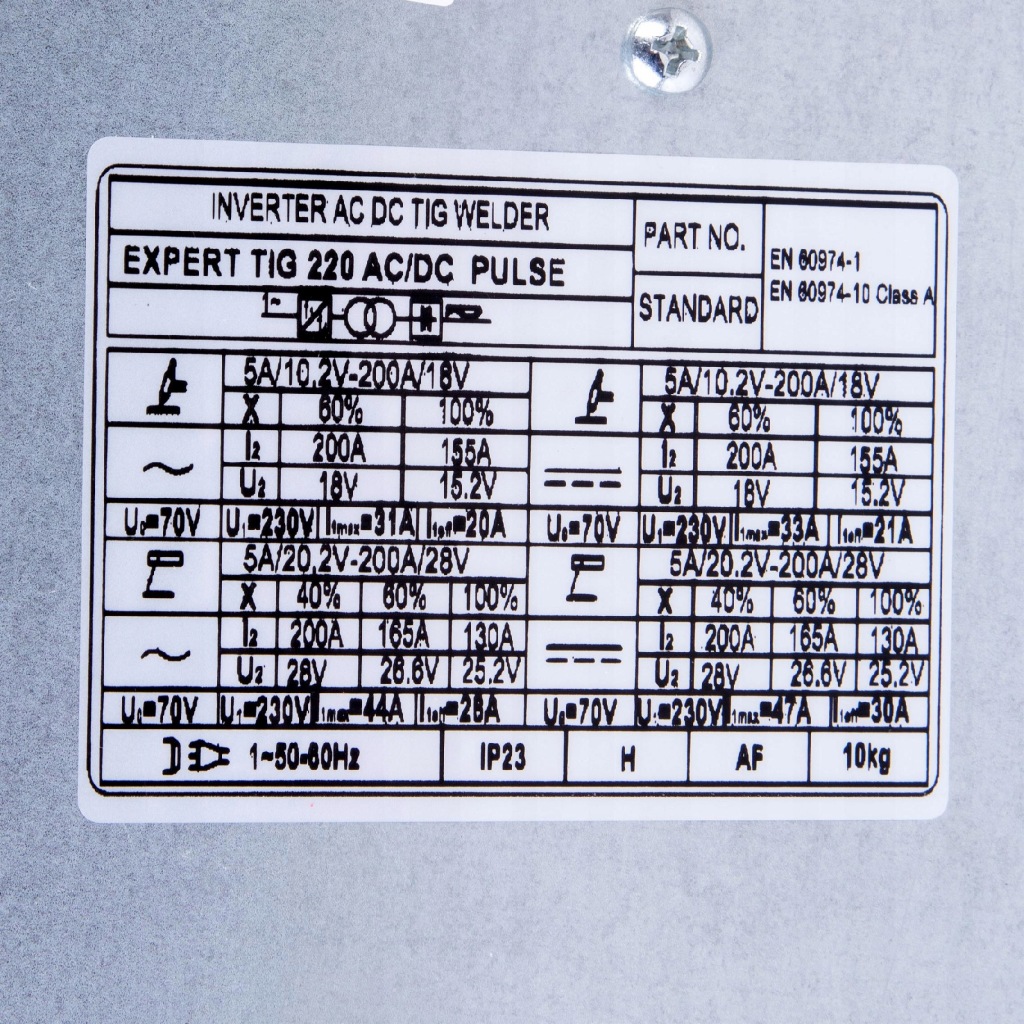 INVERTER AC DC TIG WELDER
EXPERT TIG 220 AC/DC PULSE
1~
PART NO.
STANDARD
EN 60974-1
EN 60974-10 Class A
5A/10.2V-200A/18V
X 60% 100%
I2 200A 155A
U2 18V 15.2V
U0=70V U1=230V I1max=31A I1eff=20A
5A/10.2V-200A/18V
X 60% 100%
I2 200A 155A
U2 18V 15.2V
U0=70V U1=230V I1max=33A I1eff=21A
5A/20.2V-200A/28V
X 40% 60% 100%
I2 200A 165A 130A
U2 28V 26.6V 25.2V
U0=70V U1=230V I1max=44A I1eff=28A
5A/20.2V-200A/28V
X 40% 60% 100%
I2 200A 165A 130A
U2 28V 26.6V 25.2V
U0=70V U1=230V I1max=47A I1eff=30A
1~50-60Hz IP23 H AF 10kg